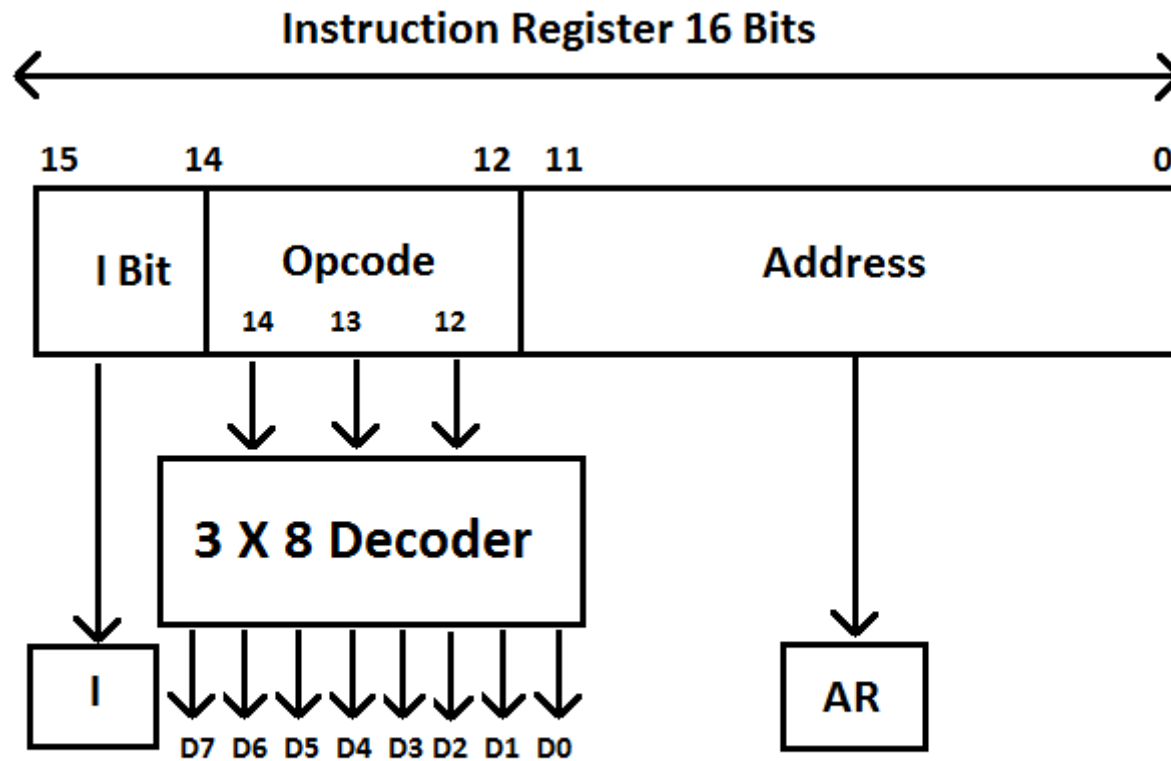 Instruction Register 16 Bits
15 14 12 11 0
I Bit Opcode Address
14 13 12
3 X 8 Decoder
I AR
D7 D6 D5 D4 D3 D2 D1 D0